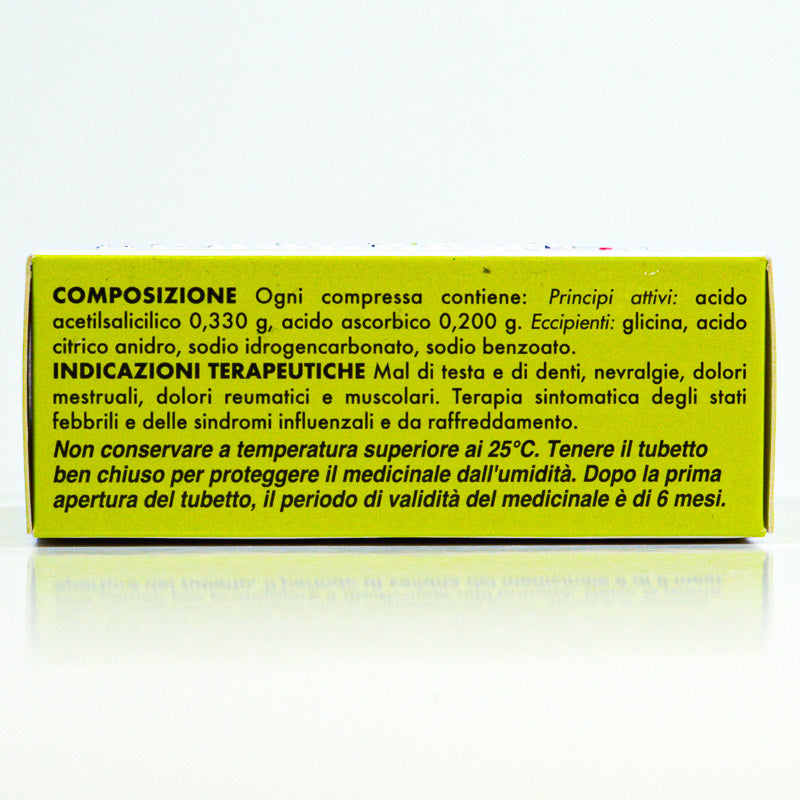 COMPOSIZIONE Ogni compressa contiene: Principi attivi: acido
acetilsalicilico 0,330 g, acido ascorbico 0,200 g. Eccipienti: glicina, acido
citrico anidro, sodio idrogencarbonato, sodio benzoato.
INDICAZIONI TERAPEUTICHE Mal di testa e di denti, nevralgie, dolori
mestruali, dolori reumatici e muscolari. Terapia sintomatica degli stati
febbrili e delle sindromi influenzali e da raffreddamento.
Non conservare a temperatura superiore ai 25°C. Tenere il tubetto
ben chiuso per proteggere il medicinale dall'umidità. Dopo la prima
apertura del tubetto, il periodo di validità del medicinale è di 6 mesi.